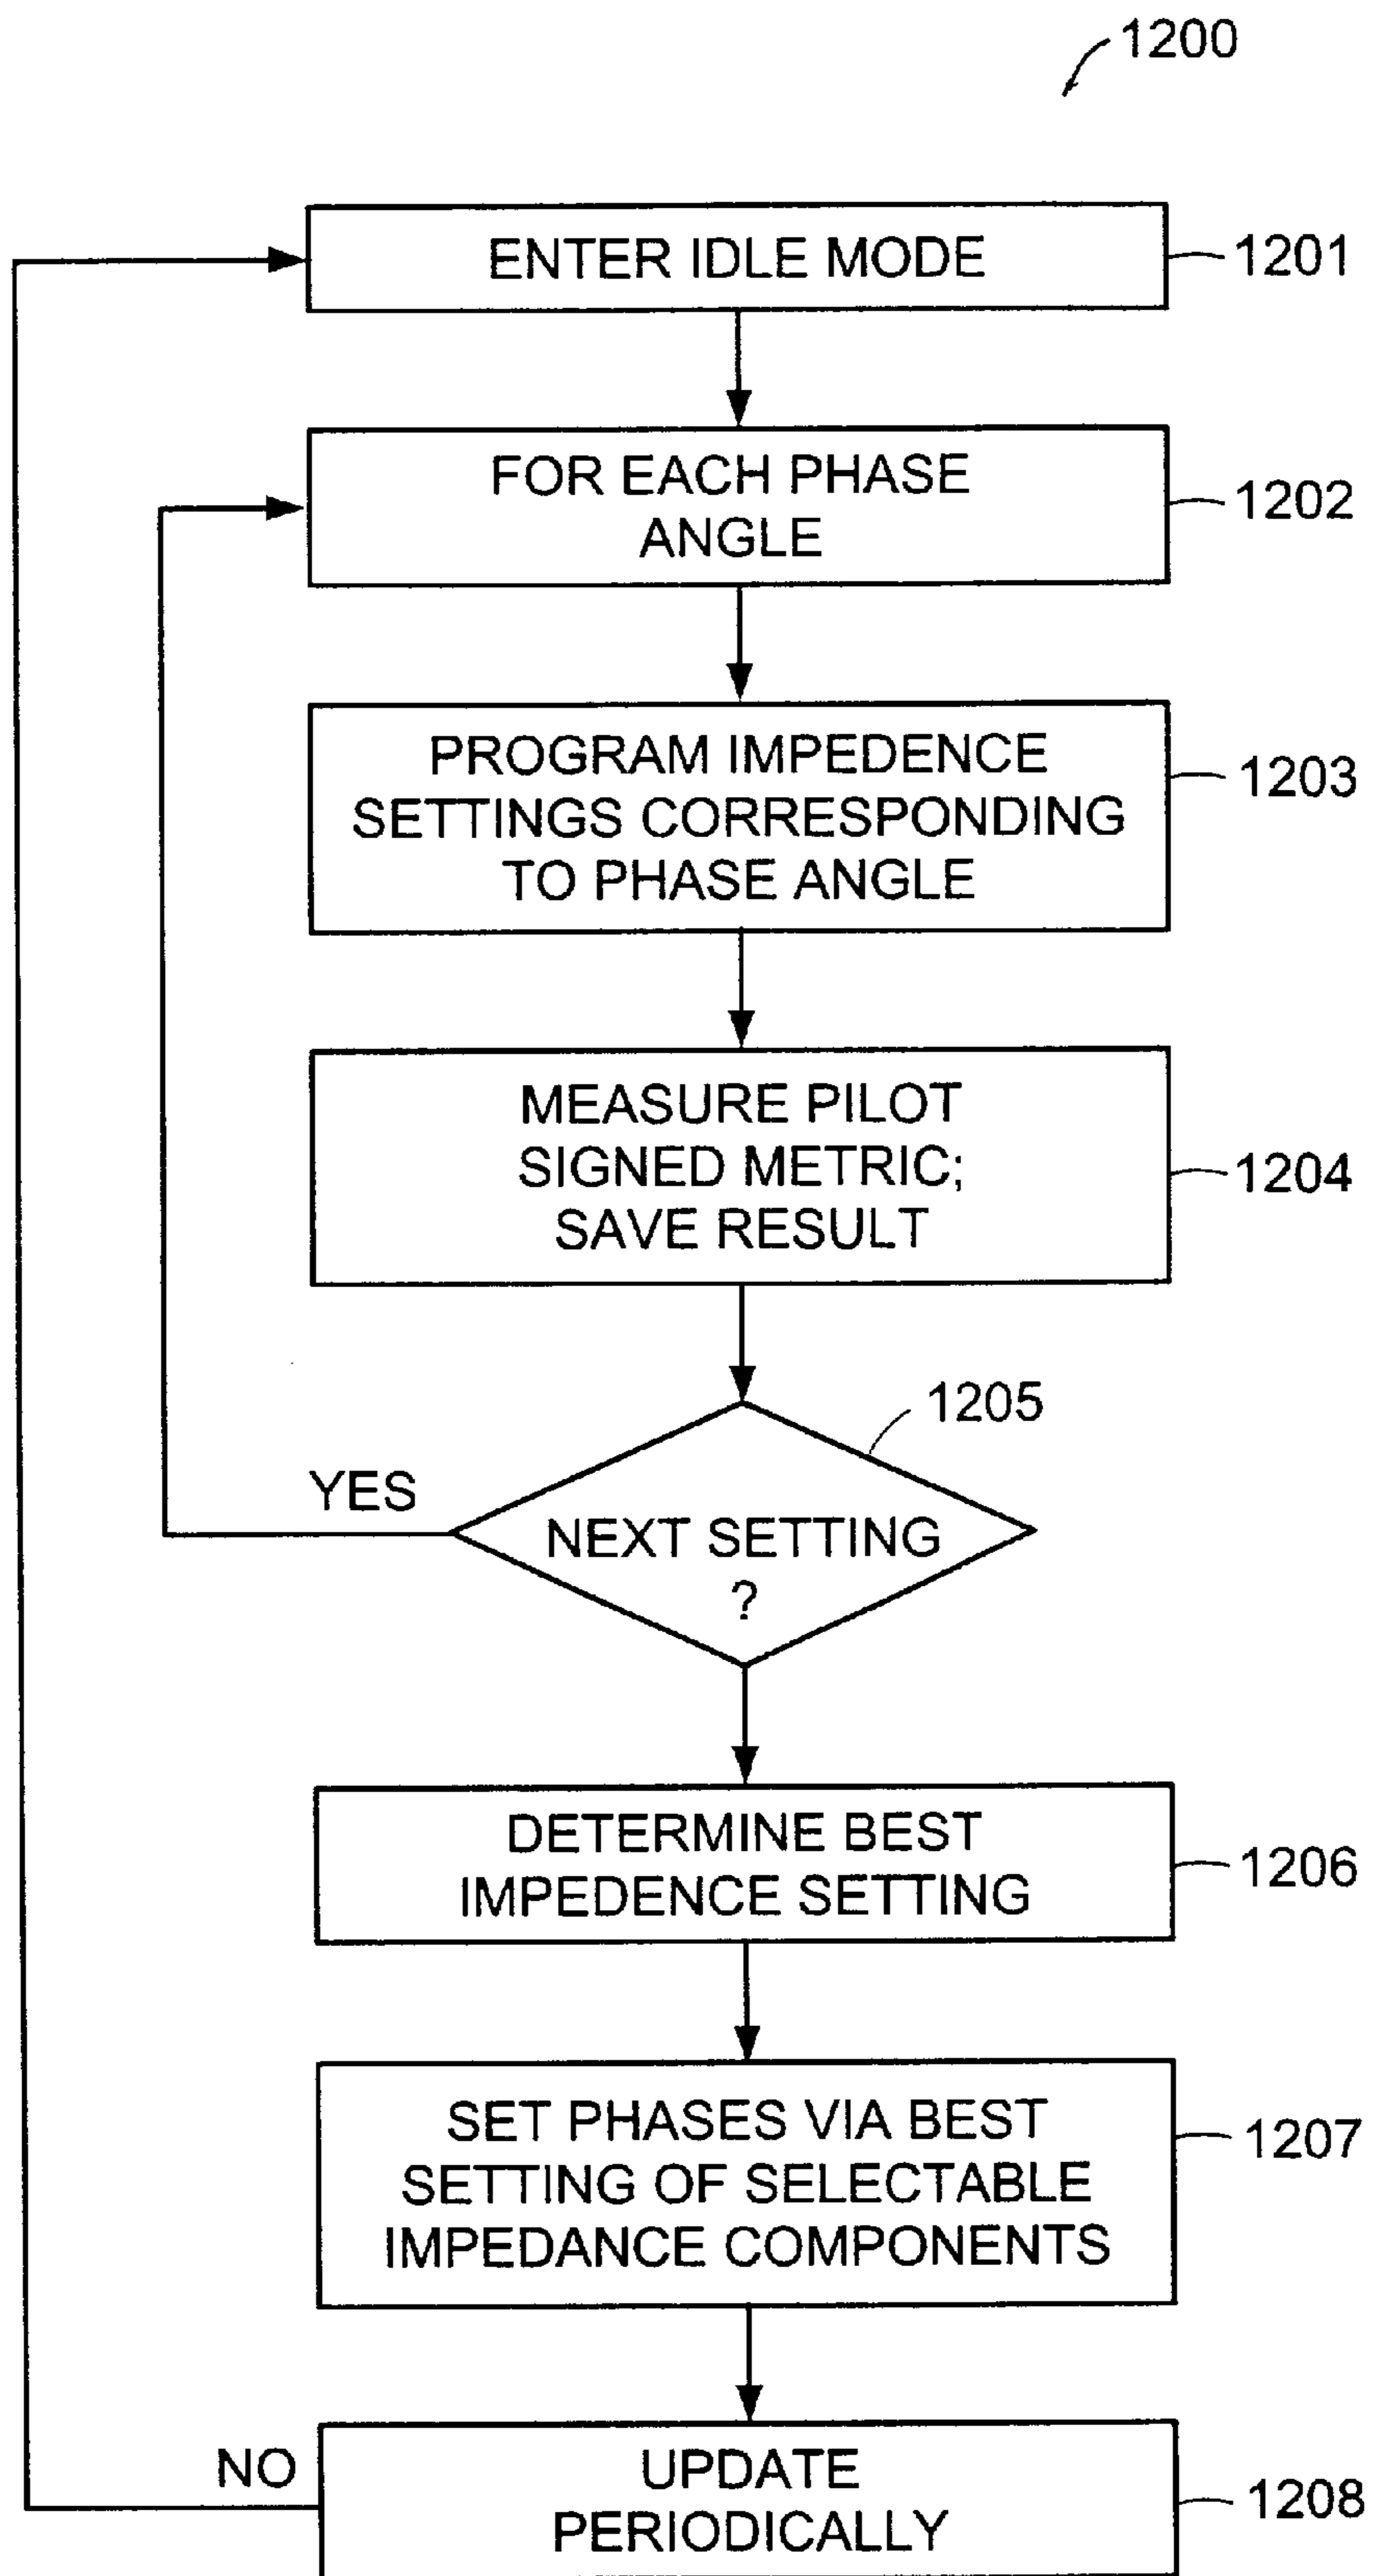 1200
ENTER IDLE MODE
1201
FOR EACH PHASE
ANGLE
1202
PROGRAM IMPEDENCE
SETTINGS CORRESPONDING
TO PHASE ANGLE
1203
MEASURE PILOT
SIGNED METRIC;
SAVE RESULT
1204
1205
YES
NEXT SETTING
?
DETERMINE BEST
IMPEDENCE SETTING
1206
SET PHASES VIA BEST
SETTING OF SELECTABLE
IMPEDANCE COMPONENTS
1207
NO
UPDATE
PERIODICALLY
1208